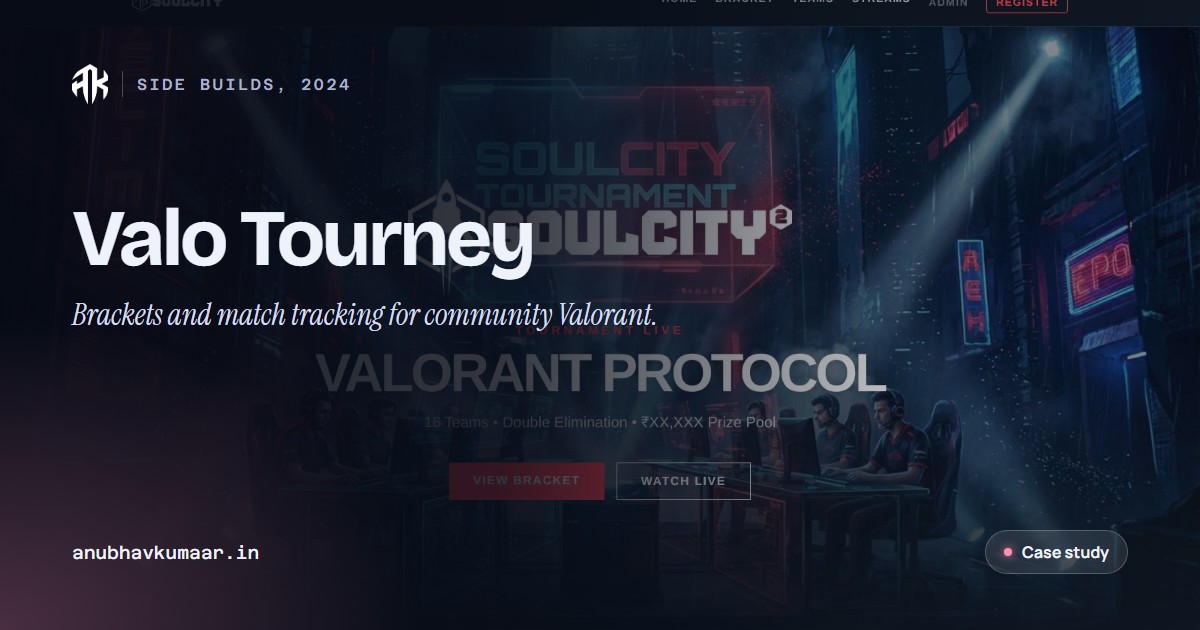 SOULCITY
HOME BRACKET TEAMS STREAMS ADMIN REGISTER
AK SIDE BUILDS, 2024
SOULCITY
TOURNAMENT
SOULCITY2
Valo Tourney
Brackets and match tracking for community Valorant.
TOURNAMENT LIVE
VALORANT PROTOCOL
16 Teams • Double Elimination • ₹XX,XXX Prize Pool
VIEW BRACKET WATCH LIVE
anubhavkumaar.in
Case study